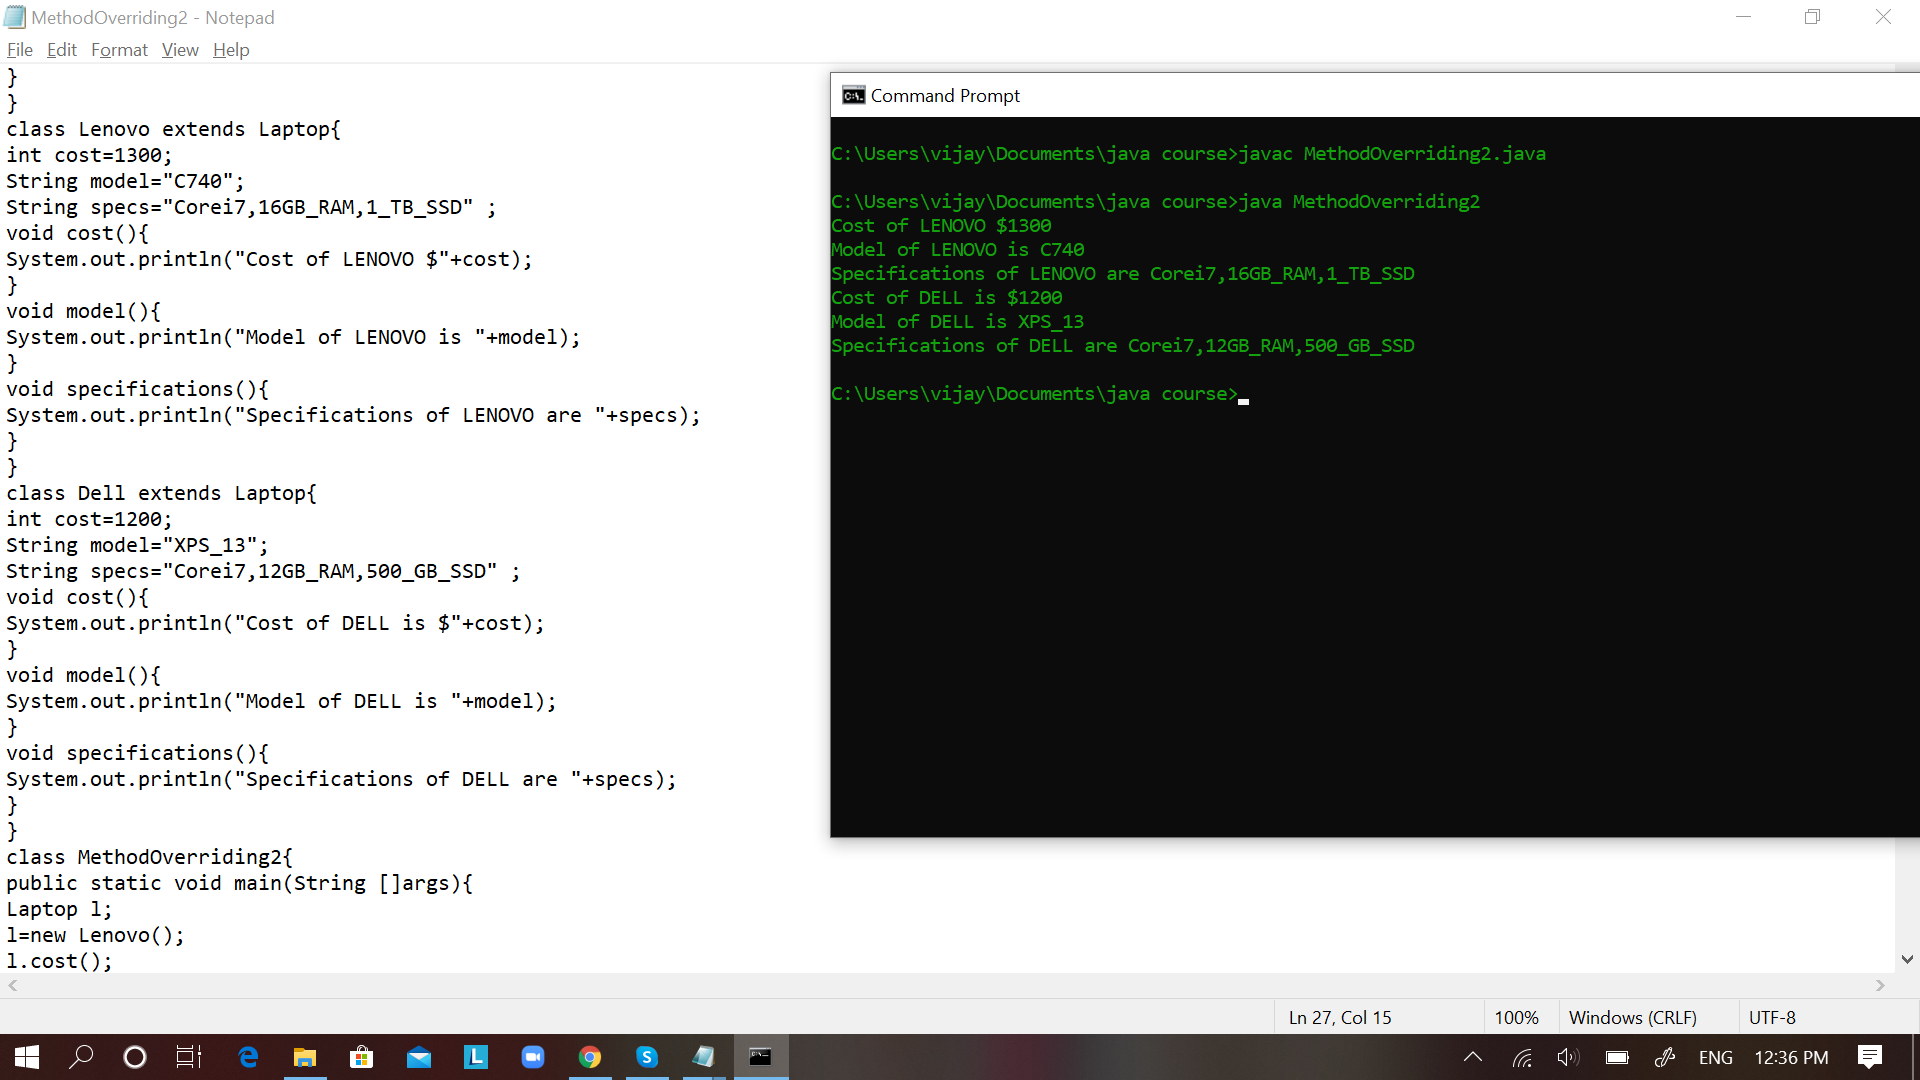 MethodOverriding2 - Notepad
File Edit Format View Help
}
}
class Lenovo extends Laptop{
int cost=1300;
String model="C740";
String specs="Corei7,16GB_RAM,1_TB_SSD" ;
void cost(){
System.out.println("Cost of LENOVO $"+cost);
}
void model(){
System.out.println("Model of LENOVO is "+model);
}
void specifications(){
System.out.println("Specifications of LENOVO are "+specs);
}
}
class Dell extends Laptop{
int cost=1200;
String model="XPS_13";
String specs="Corei7,12GB_RAM,500_GB_SSD" ;
void cost(){
System.out.println("Cost of DELL is $"+cost);
}
void model(){
System.out.println("Model of DELL is "+model);
}
void specifications(){
System.out.println("Specifications of DELL are "+specs);
}
}
class MethodOverriding2{
public static void main(String []args){
Laptop l;
l=new Lenovo();
l.cost();
Command Prompt
C:\Users\vijay\Documents\java course>javac MethodOverriding2.java
C:\Users\vijay\Documents\java course>java MethodOverriding2
Cost of LENOVO $1300
Model of LENOVO is C740
Specifications of LENOVO are Corei7,16GB_RAM,1_TB_SSD
Cost of DELL is $1200
Model of DELL is XPS_13
Specifications of DELL are Corei7,12GB_RAM,500_GB_SSD
C:\Users\vijay\Documents\java course>
Ln 27, Col 15 100% Windows (CRLF) UTF-8
ENG 12:36 PM